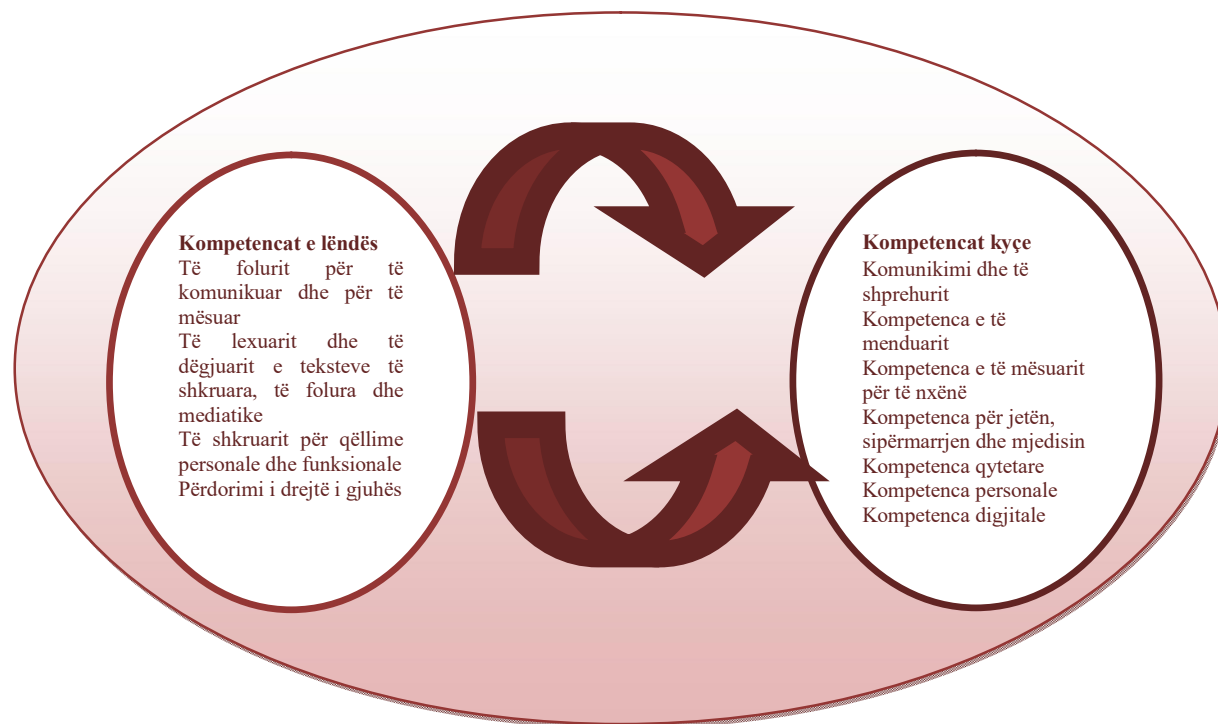 Kompetencat e lëndës
Të folurit për të
komunikuar dhe për të
mësuar
Të lexuarit dhe të
dëgjuarit e teksteve të
shkruara, të folura dhe
mediatike
Të shkruarit për qëllime
personale dhe funksionale
Përdorimi i drejtë i gjuhës
Kompetencat kyçe
Komunikimi dhe të
shprehurit
Kompetenca e të
menduarit
Kompetenca e të mësuarit
për të nxënë
Kompetenca për jetën,
sipërmarrjen dhe mjedisin
Kompetenca qytetare
Kompetenca personale
Kompetenca digjitale